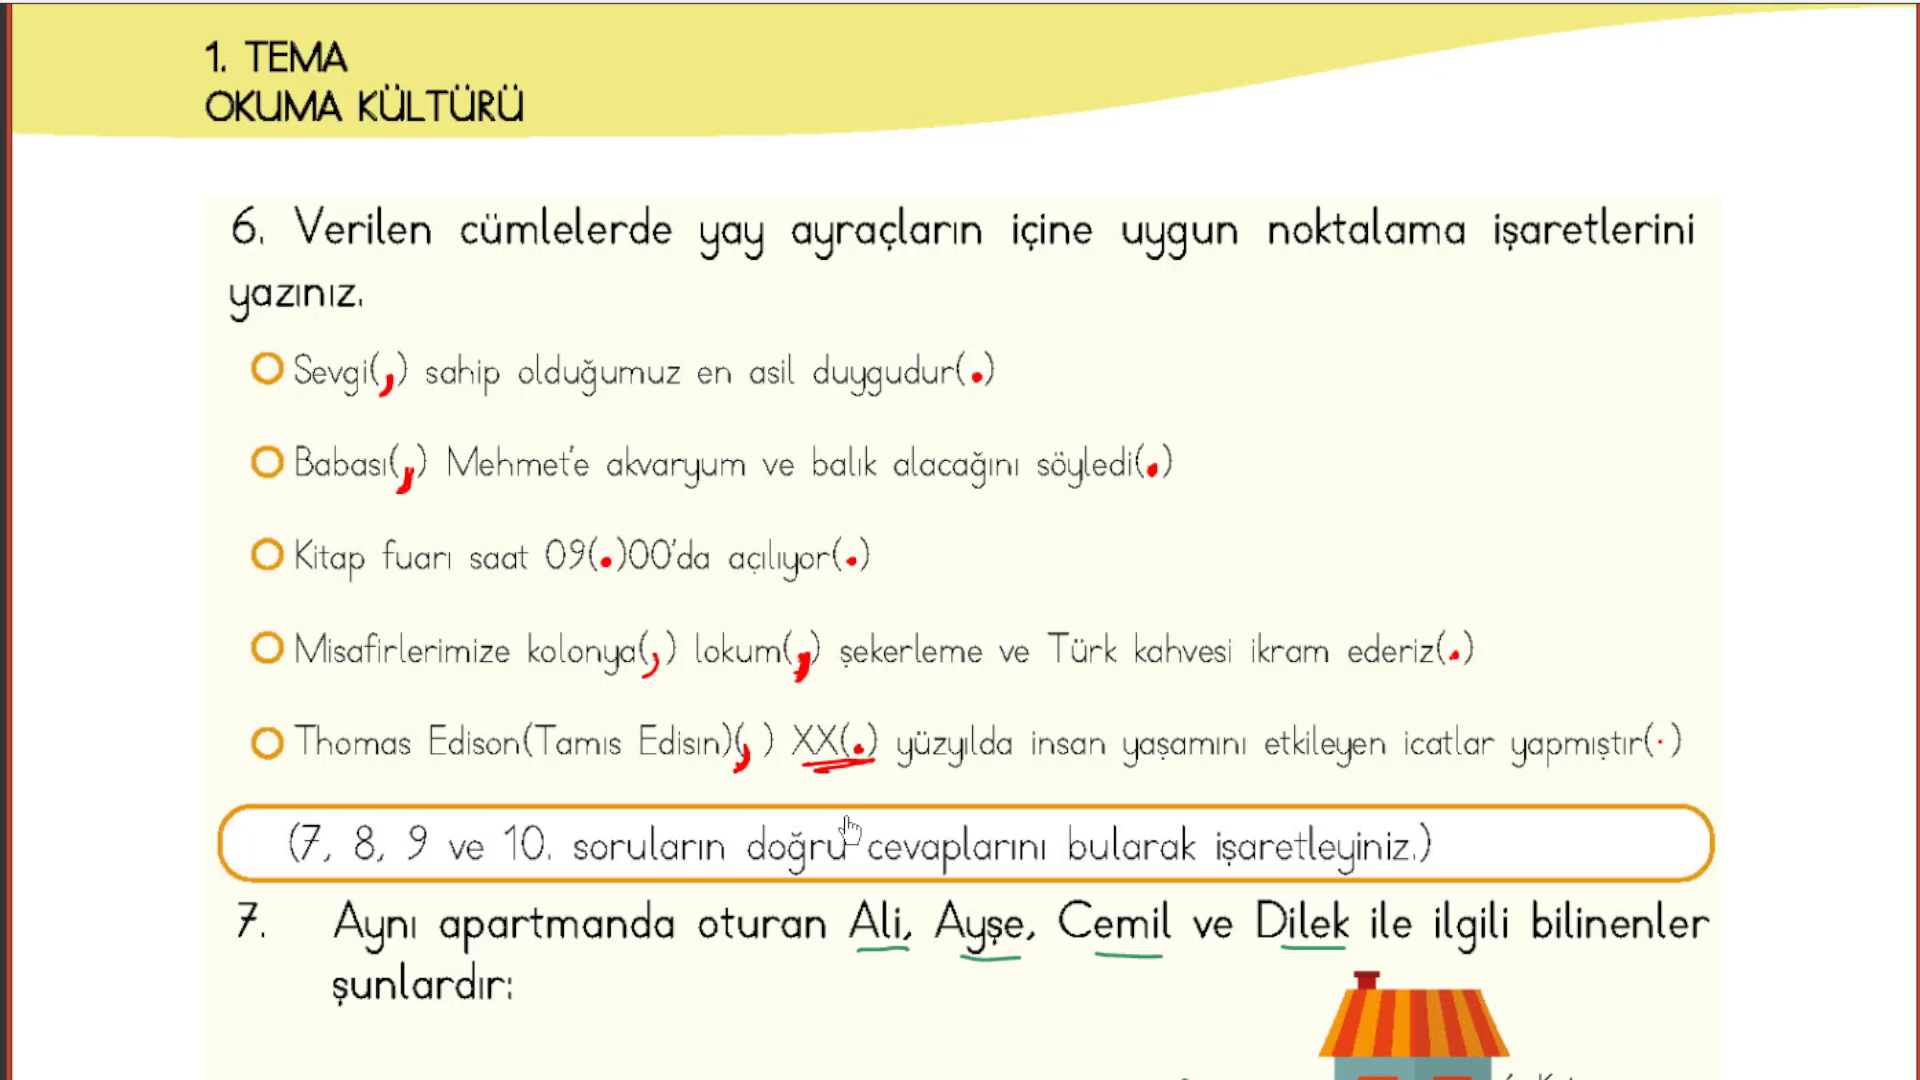 1. TEMA
OKUMA KÜLTÜRÜ
6. Verilen cümlelerde yay ayraçların içine uygun noktalama işaretlerini
yazınız.
Sevgi(,) sahip olduğumuz en asil duygudur(.)
Babası(,) Mehmet'e akvaryum ve balık alacağını söyledi(.)
Kitap fuarı saat 09(.)00'da açılıyor(.)
Misafirlerimize kolonya(,) lokum(,) şekerleme ve Türk kahvesi ikram ederiz(.)
Thomas Edison(Tamıs Edisın)(,) XX(.) yüzyılda insan yaşamını etkileyen icatlar yapmıştır(.)
(7, 8, 9 ve 10. soruların doğru cevaplarını bularak işaretleyiniz.)
7. Aynı apartmanda oturan Ali, Ayşe, Cemil ve Dilek ile ilgili bilinenler
şunlardır: